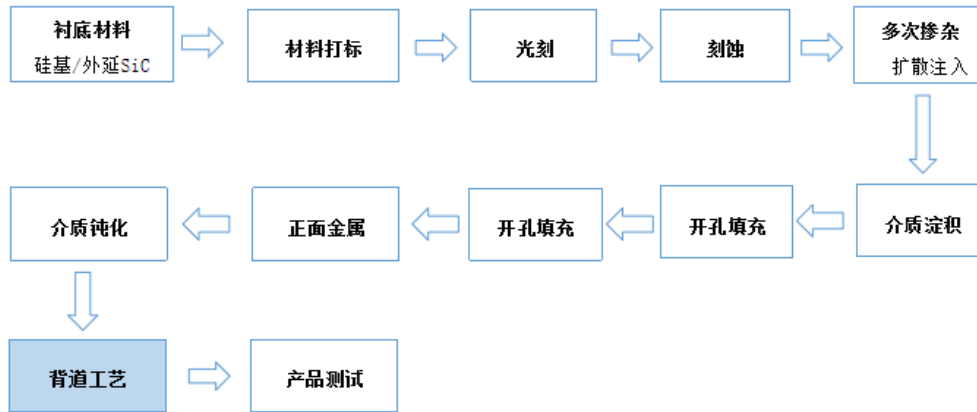 衬底材料
硅基/外延SiC
材料打标
光刻
刻蚀
多次掺杂
扩散注入
介质淀积
开孔填充
开孔填充
正面金属
介质钝化
背道工艺
产品测试